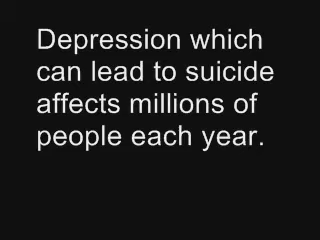 Depression which
can lead to suicide
affects millions of
people each year.